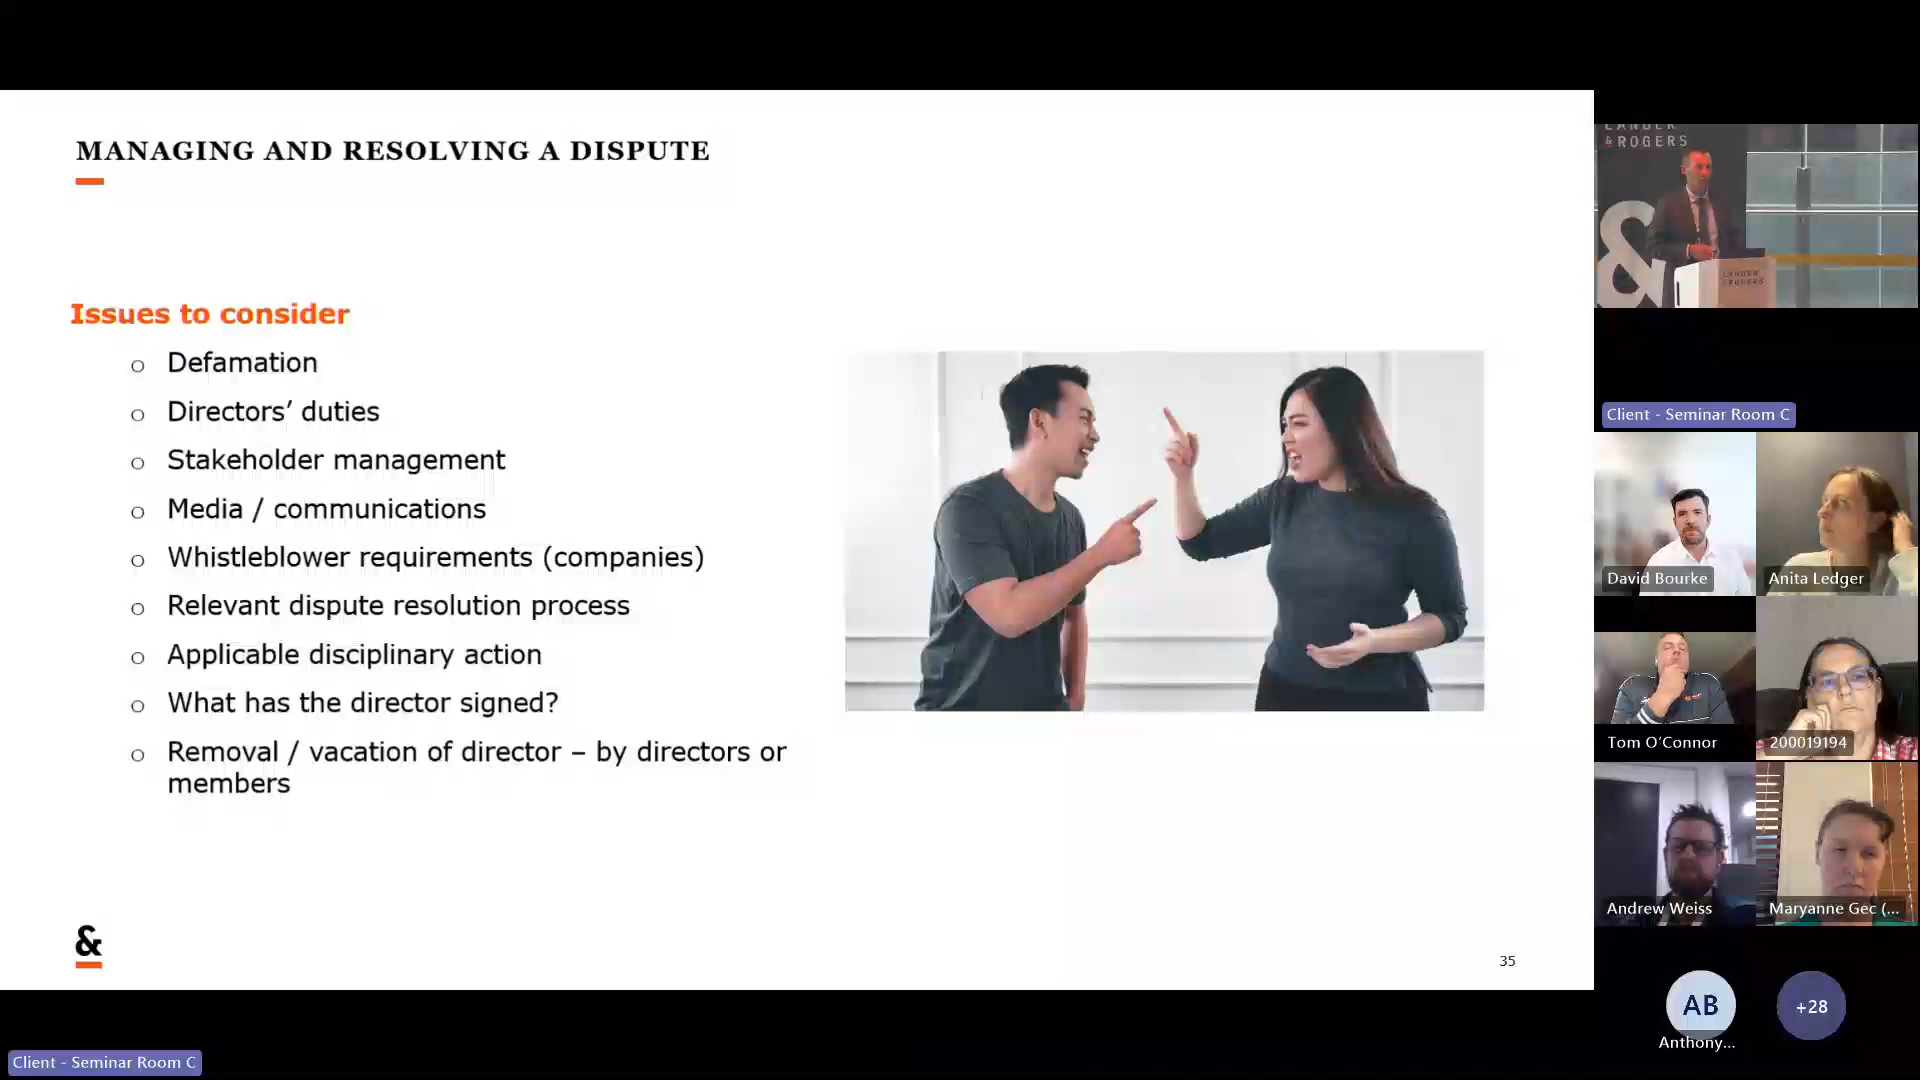 MANAGING AND RESOLVING A DISPUTE
Issues to consider
o Defamation
o Directors’ duties
o Stakeholder management
o Media / communications
o Whistleblower requirements (companies)
o Relevant dispute resolution process
o Applicable disciplinary action
o What has the director signed?
o Removal / vacation of director – by directors or
members
&
35
Client - Seminar Room C
LANDER
& ROGERS
&
LANDER
& ROGERS
Client - Seminar Room C
David Bourke
Anita Ledger
Tom O’Connor
200019194
Andrew Weiss
Maryanne Gec (...
AB
Anthony...
+28